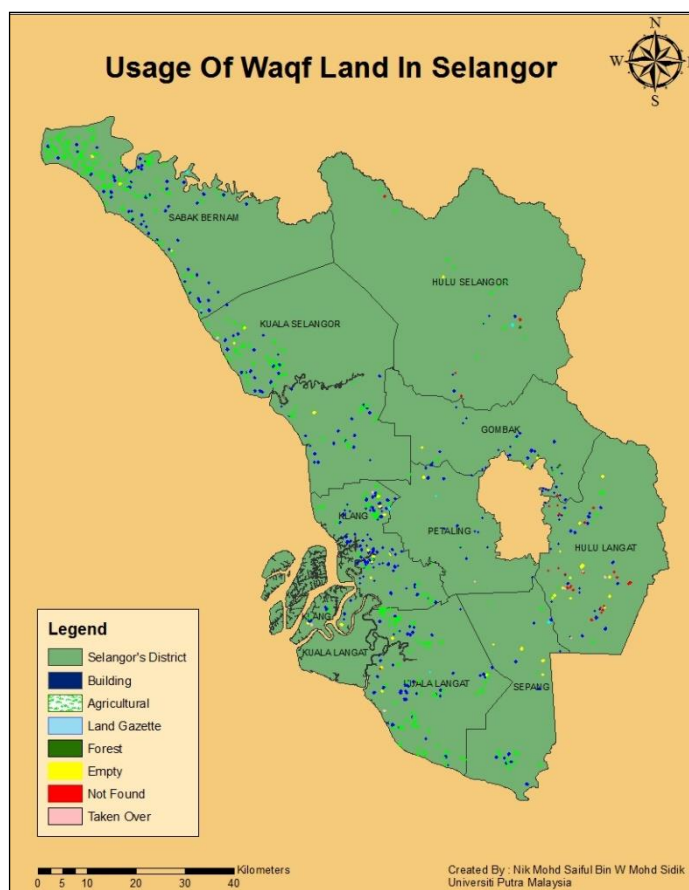 Usage Of Waqf Land In Selangor
N
W
S
SABAK BERNAM
HULU SELANGOR
KUALA SELANGOR
GOMBAK
KLANG
PETALING
HULU LANGAT
KLANG
KUALA LANGAT
KUALA LANGAT
SEPANG
Legend
Selangor's District
Building
Agricultural
Land Gazette
Forest
Empty
Not Found
Taken Over
Kilometers
0 5 10 20 30 40
Created By : Nik Mohd Saiful Bin W Mohd Sidik
Universiti Putra Malaysia